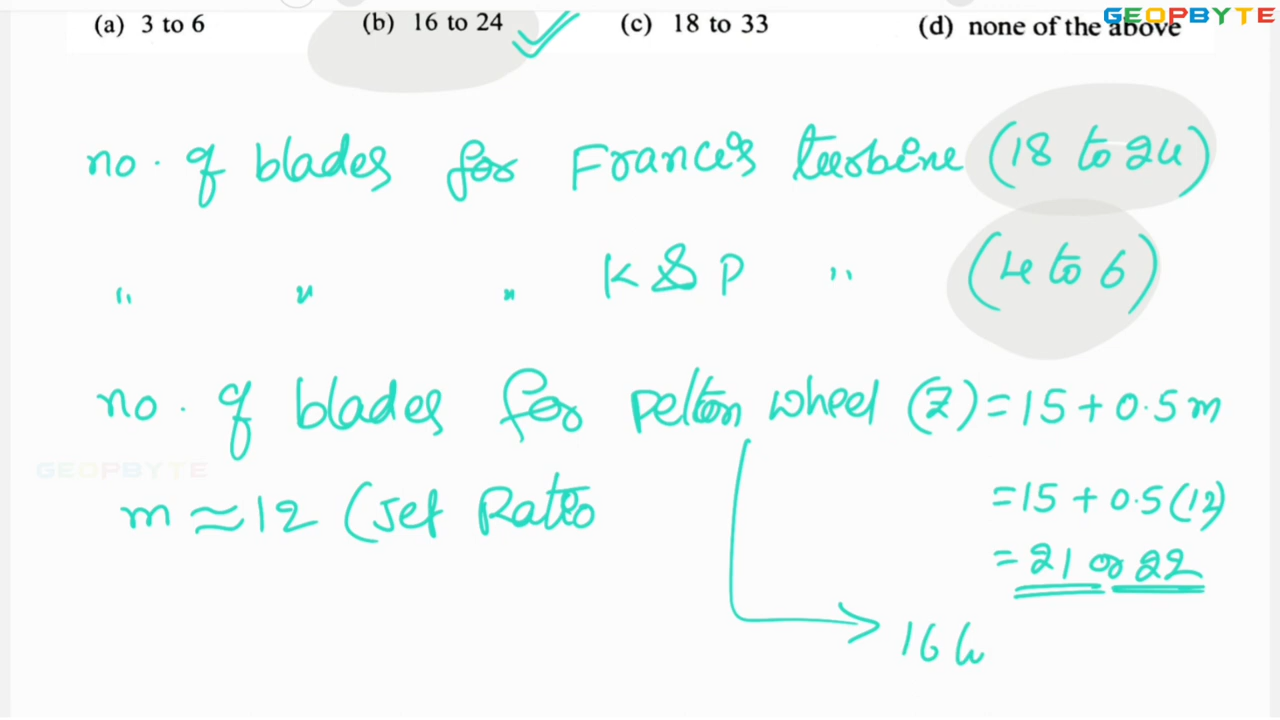 GEOPBYTE
(a) 3 to 6 (b) 16 to 24 (c) 18 to 33 (d) none of the above
no. of blades for Francis turbine (18 to 24)
" " " K & P " (4 to 6)
no. of blades for pelton wheel (Z) = 15 + 0.5 m
GEOPBYTE
m ≈ 12 (Jet Ratio
= 15 + 0.5 (12)
= 21 or 22
16